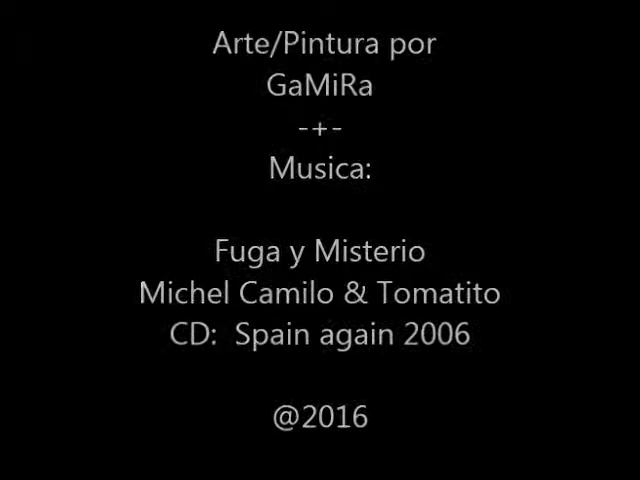 Arte/Pintura por
GaMiRa
-+-
Musica:
Fuga y Misterio
Michel Camilo & Tomatito
CD:  Spain again 2006
@2016